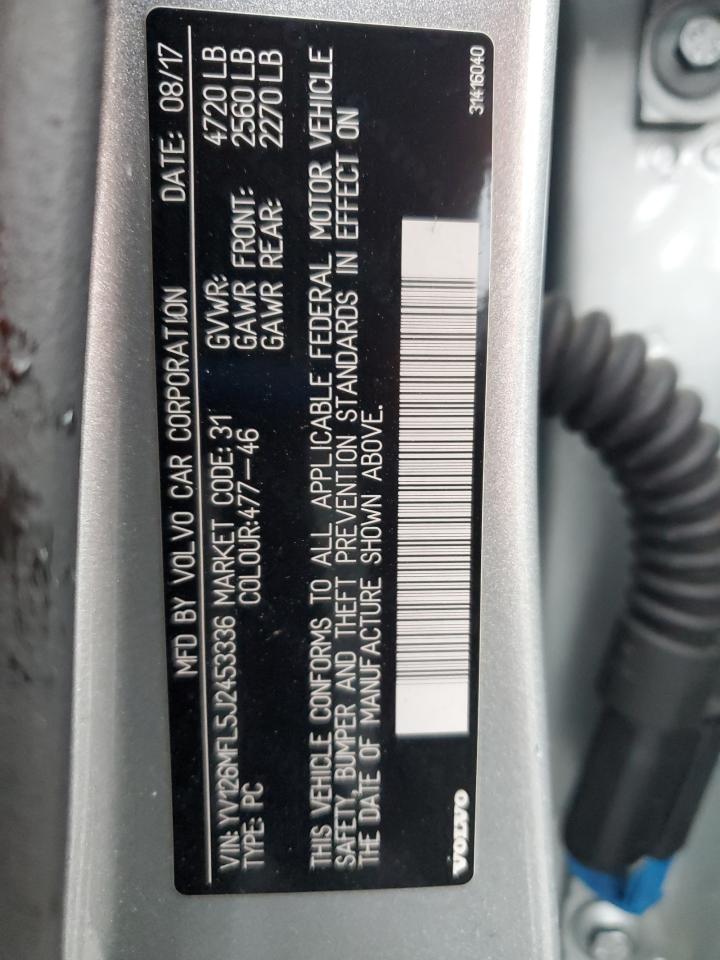 MFD BY VOLVO CAR CORPORATION DATE: 08/17
VIN: YV126MFL5J2453336 MARKET CODE: 31 GVWR: 4720 LB
TYPE: PC COLOUR:477-46 GAWR FRONT: 2560 LB
GAWR REAR: 2270 LB
THIS VEHICLE CONFORMS TO ALL APPLICABLE FEDERAL MOTOR VEHICLE
SAFETY, BUMPER AND THEFT PREVENTION STANDARDS IN EFFECT ON
THE DATE OF MANUFACTURE SHOWN ABOVE.
VOLVO 31416040